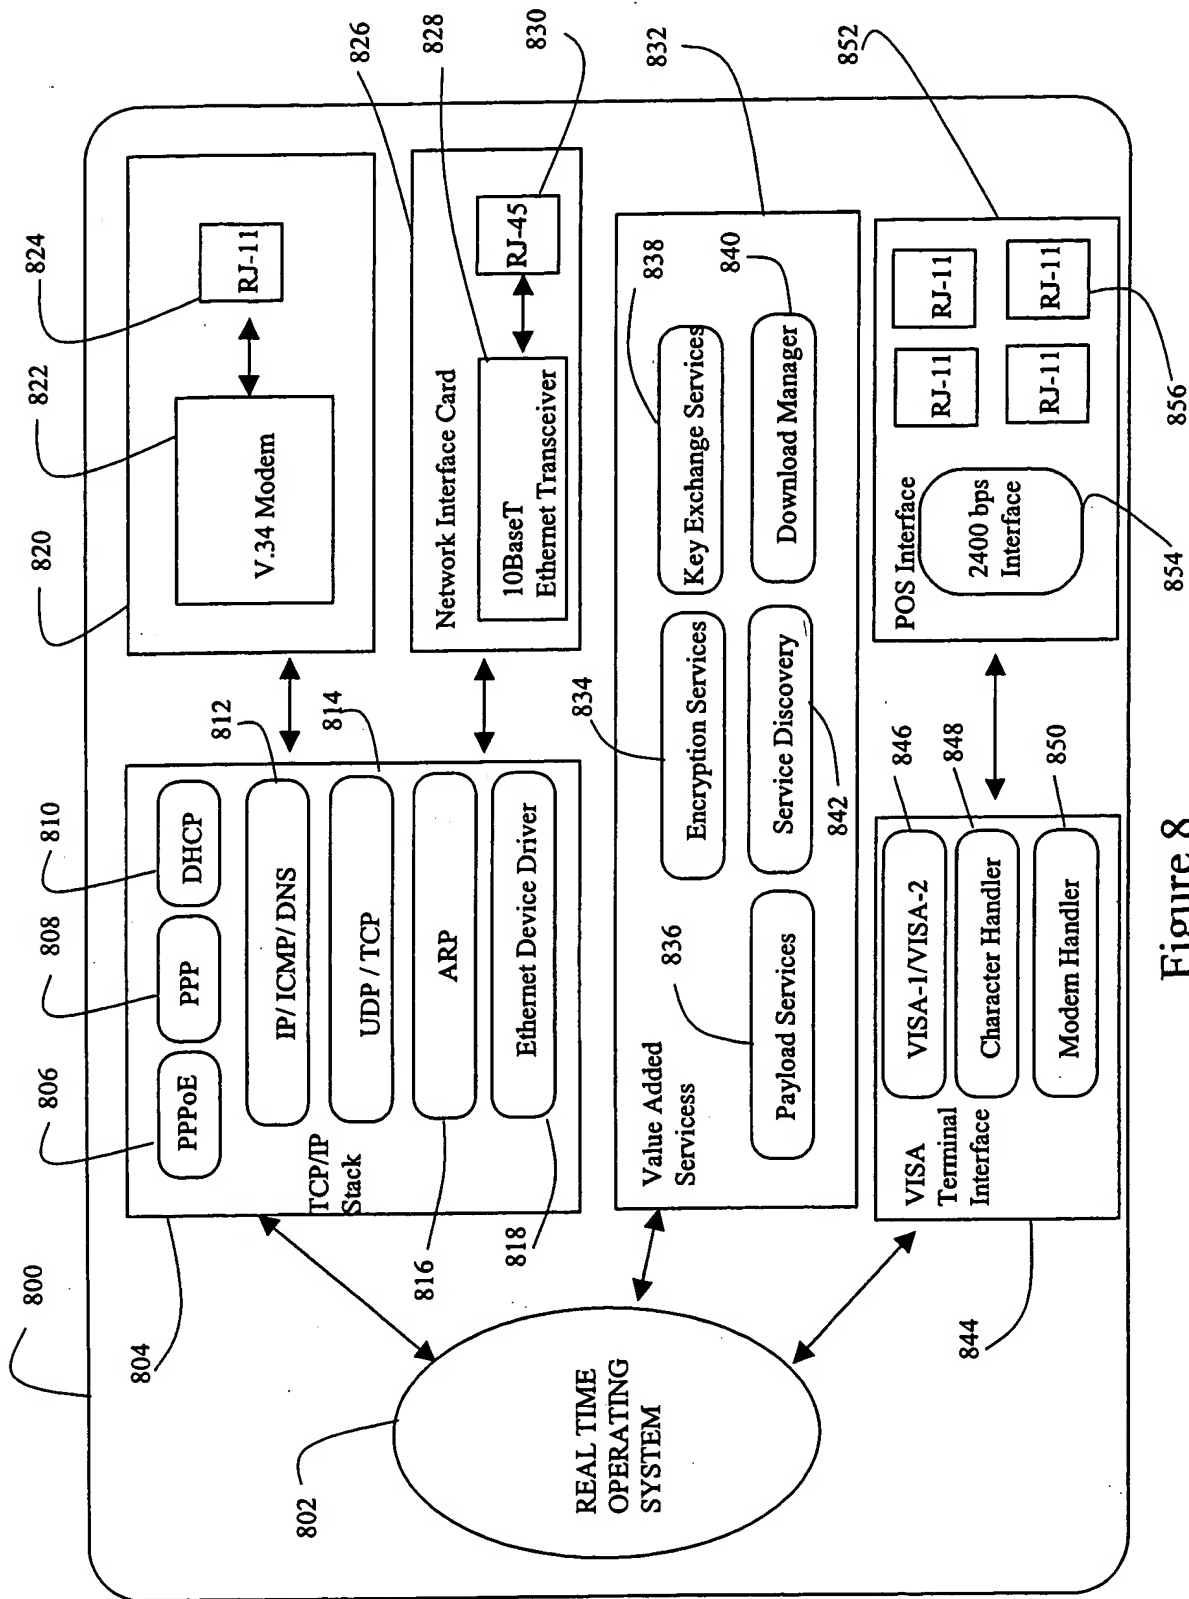 800
802
REAL TIME
OPERATING
SYSTEM
804
806
808
810
PPPoE
PPP
DHCP
812
IP/ ICMP/ DNS
814
UDP / TCP
TCP/IP
Stack
ARP
816
Ethernet Device Driver
818
820
822
824
V.34 Modem
RJ-11
826
828
830
Network Interface Card
10BaseT
Ethernet Transceiver
RJ-45
832
Value Added
Servicess
834
Encryption Services
838
Key Exchange Services
836
Payload Services
Service Discovery
842
840
Download Manager
844
VISA
Terminal
Interface
846
VISA-1/VISA-2
848
Character Handler
850
Modem Handler
852
POS Interface
2400 bps
Interface
854
RJ-11
RJ-11
RJ-11
RJ-11
856
Figure 8